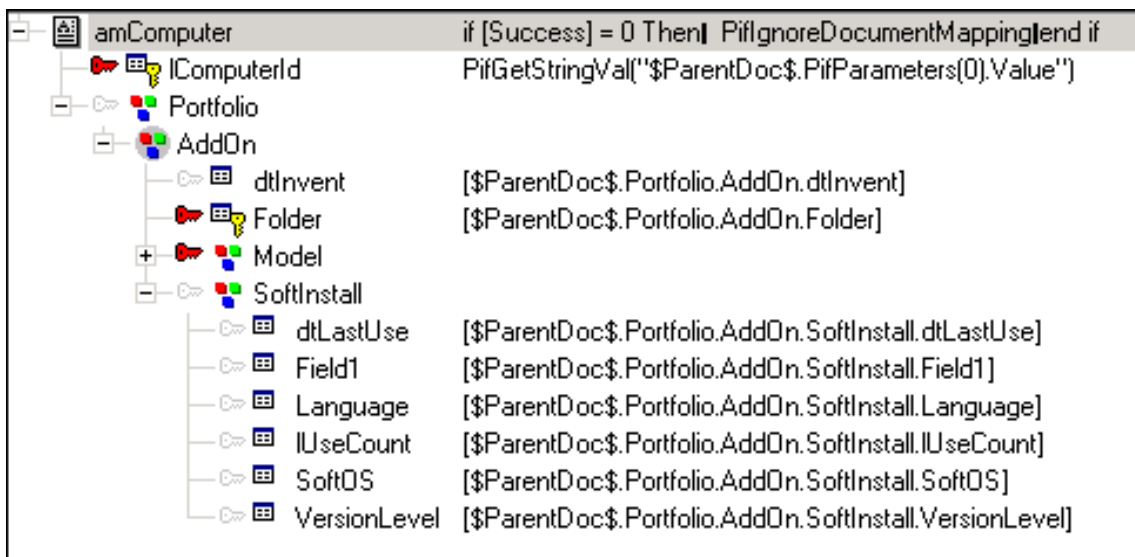 amComputer if [Success] = 0 Then|  PifIgnoreDocumentMapping|end if
lComputerId PifGetStringVal("$ParentDoc$.PifParameters(0).Value")
Portfolio
AddOn
dtInvent [$ParentDoc$.Portfolio.AddOn.dtInvent]
Folder [$ParentDoc$.Portfolio.AddOn.Folder]
Model
SoftInstall
dtLastUse [$ParentDoc$.Portfolio.AddOn.SoftInstall.dtLastUse]
Field1 [$ParentDoc$.Portfolio.AddOn.SoftInstall.Field1]
Language [$ParentDoc$.Portfolio.AddOn.SoftInstall.Language]
lUseCount [$ParentDoc$.Portfolio.AddOn.SoftInstall.lUseCount]
SoftOS [$ParentDoc$.Portfolio.AddOn.SoftInstall.SoftOS]
VersionLevel [$ParentDoc$.Portfolio.AddOn.SoftInstall.VersionLevel]